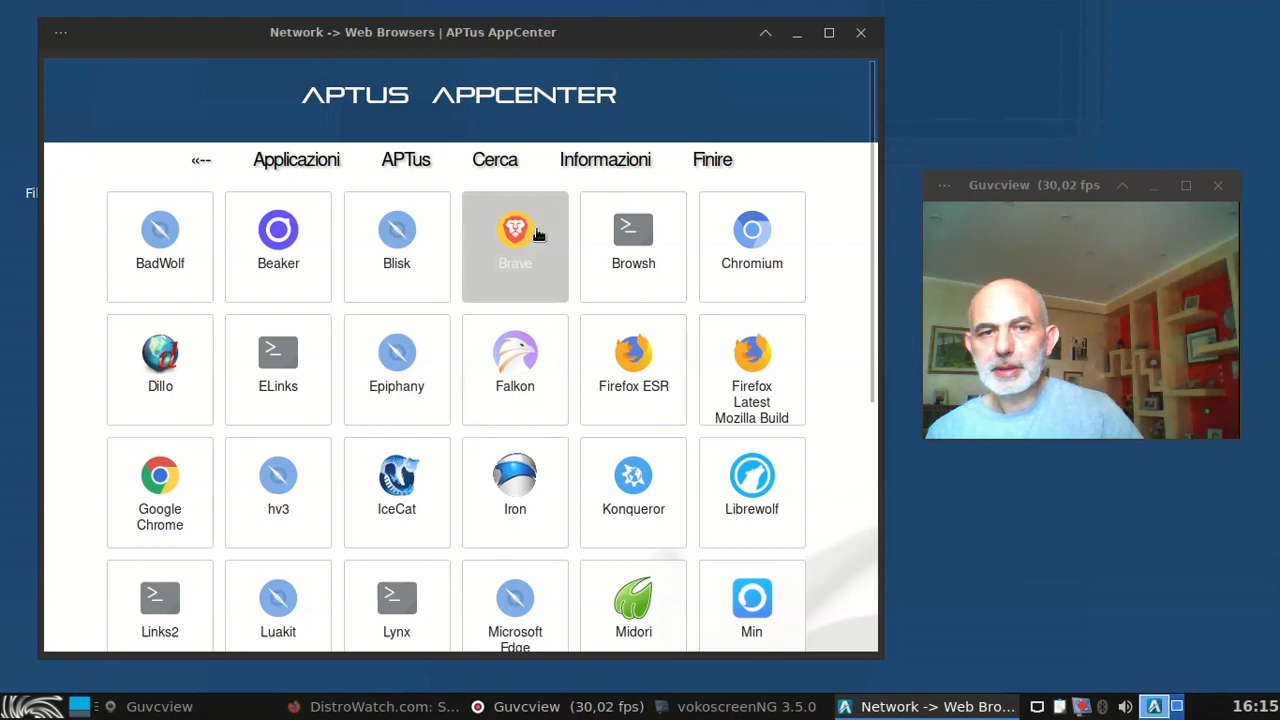 Network -> Web Browsers | APTus AppCenter
APTUS APPCENTER
«-- Applicazioni APTus Cerca Informazioni Finire
BadWolf Beaker Blisk Brave Browsh Chromium
Dillo ELinks Epiphany Falkon Firefox ESR Firefox
Latest
Mozilla Build
Google
Chrome
hv3 IceCat Iron Konqueror Librewolf
Links2 Luakit Lynx Microsoft
Edge
Midori Min
Fil
Guvcview (30,02 fps
Guvcview DistroWatch.com: S... Guvcview (30,02 fps) vokoscreenNG 3.5.0 Network -> Web Bro... 16:15